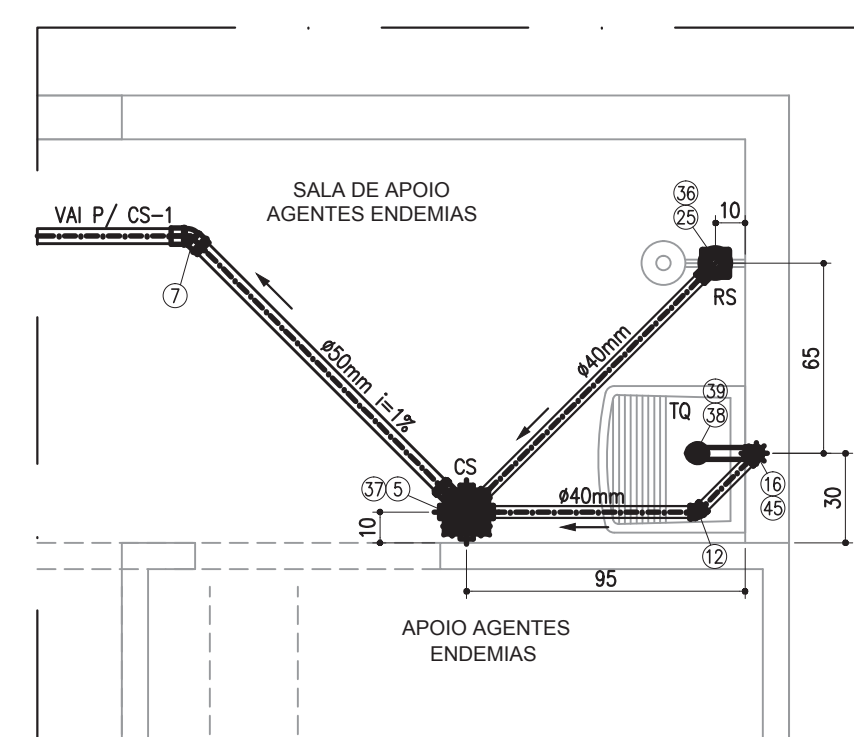 SALA DE APOIO
AGENTES ENDEMIAS
VAI P/ CS-1
7
36
25
10
RS
ø40mm
65
ø50mm i=1%
39
TQ
38
CS
37 5
ø40mm
16
45
30
10
12
95
APOIO AGENTES
ENDEMIAS